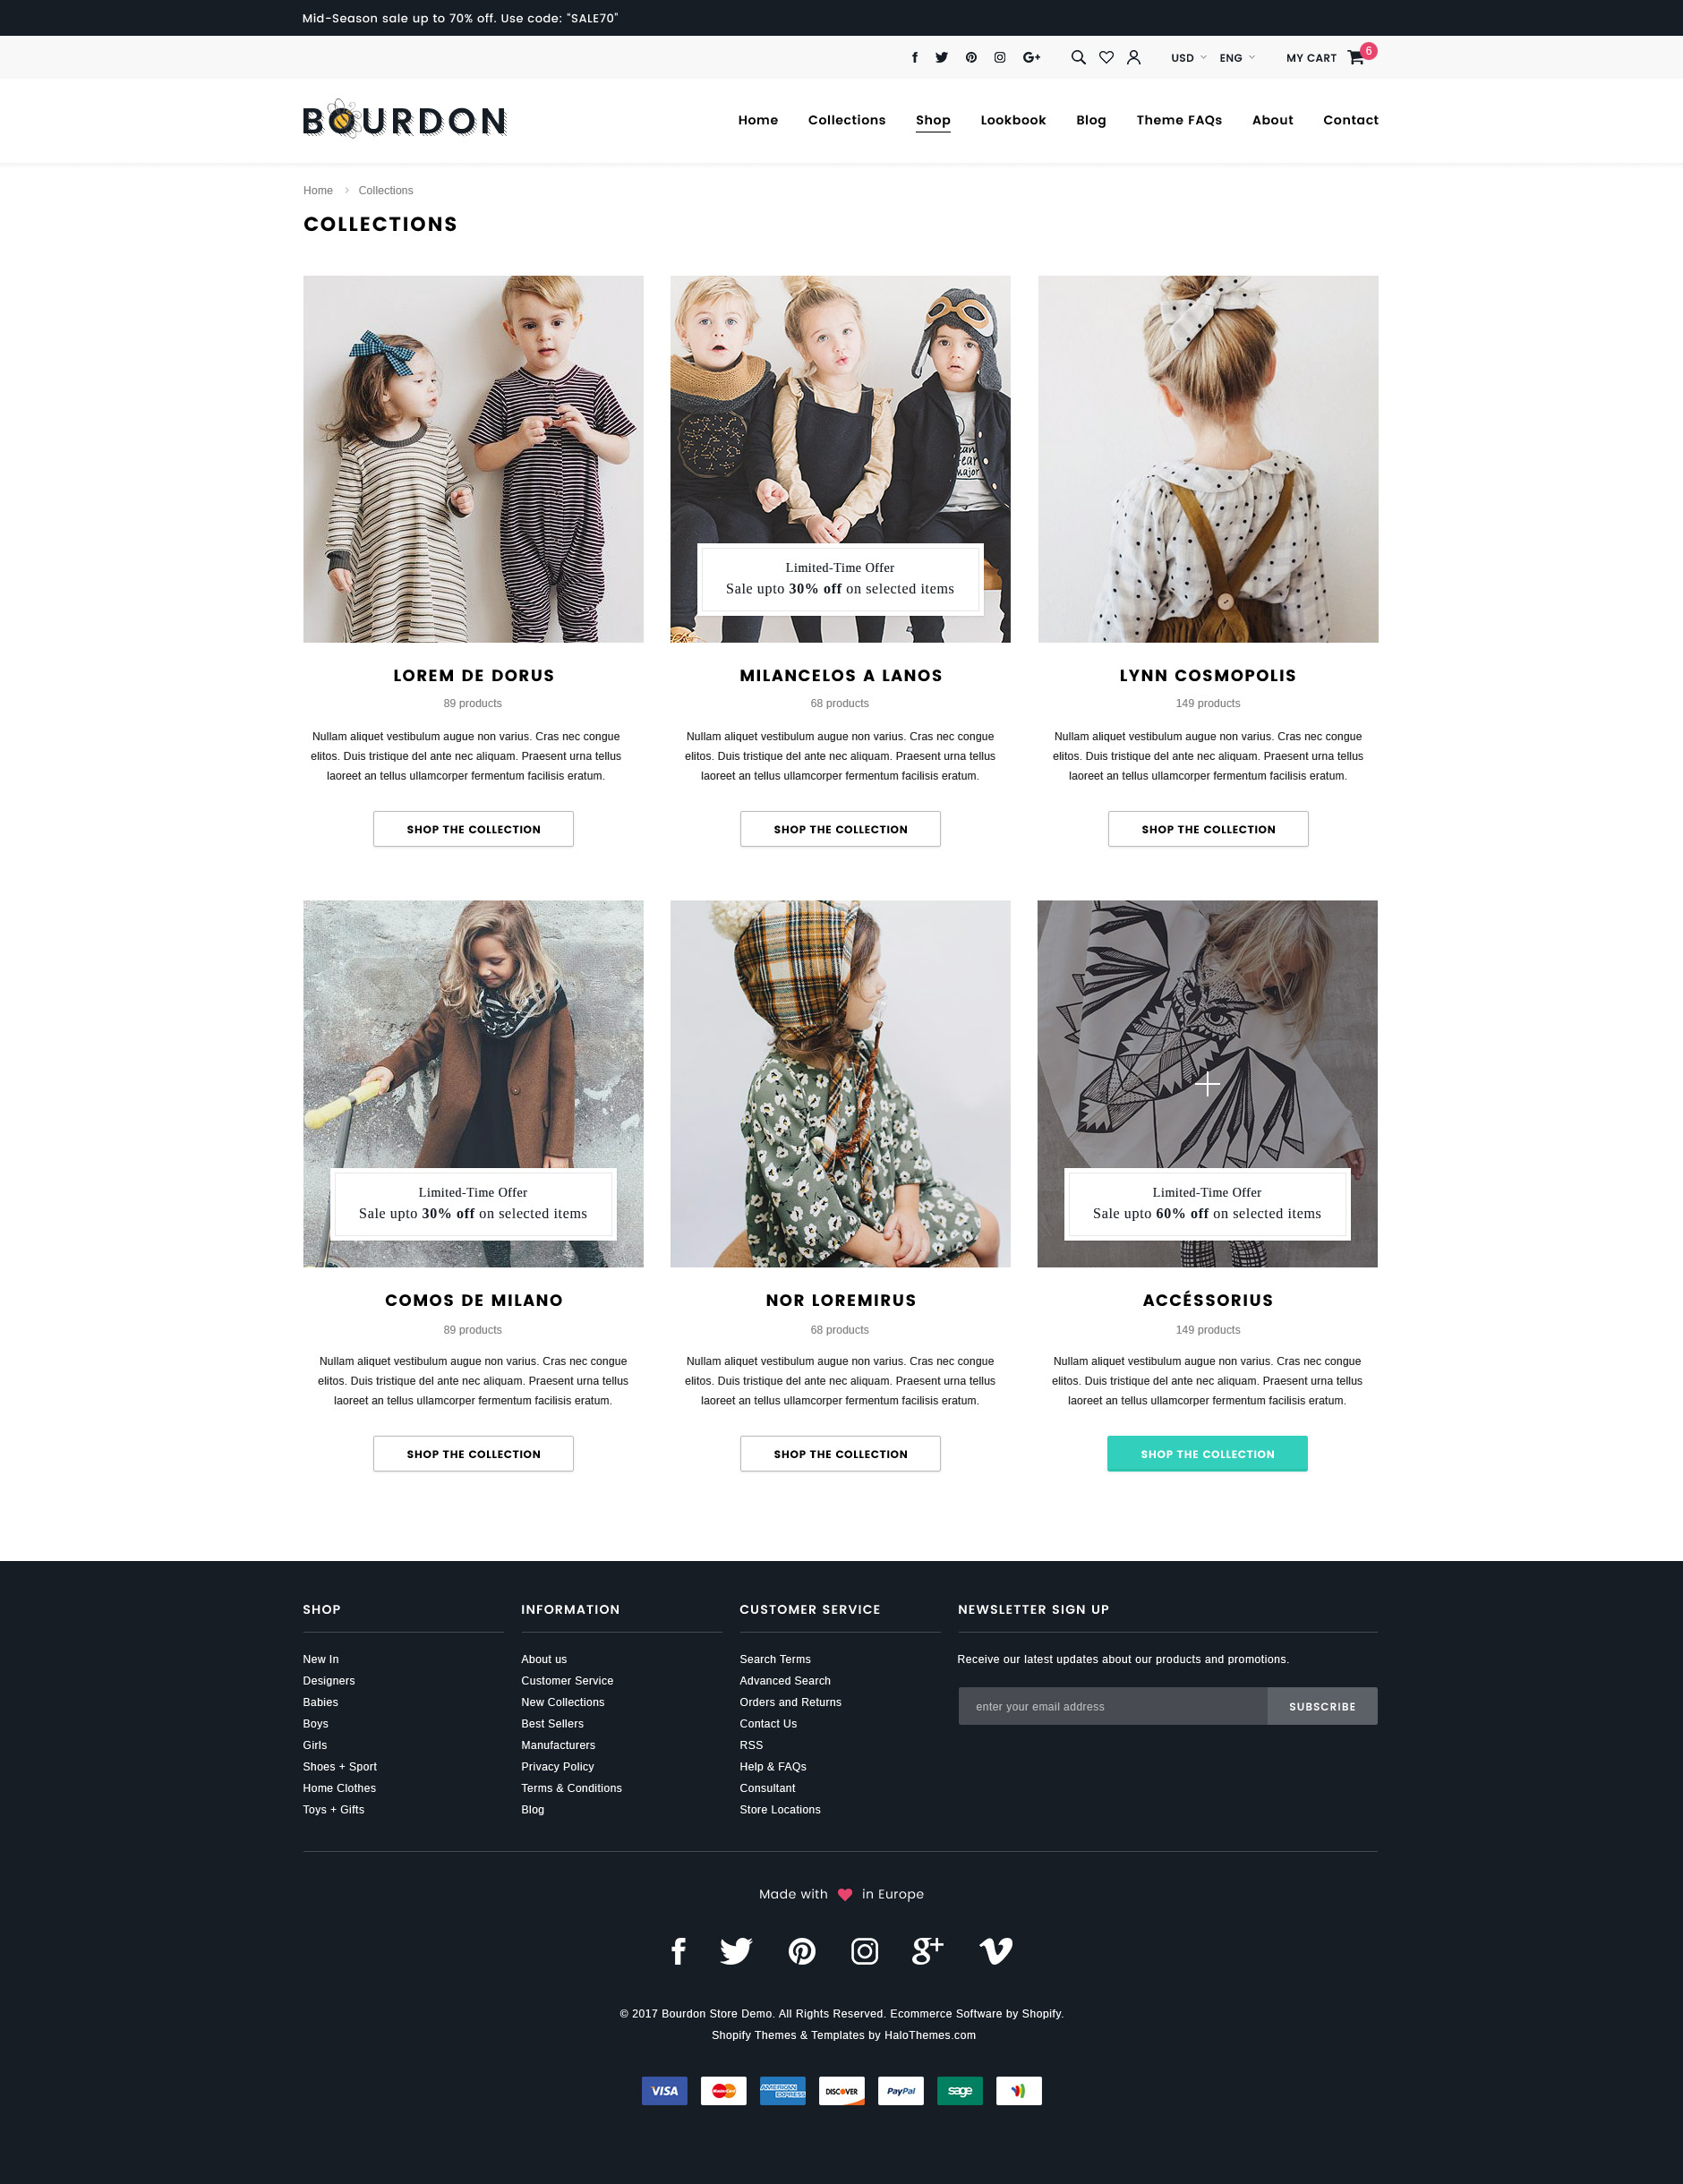 Mid-Season sale up to 70% off. Use code: "SALE70"
USD ENG MY CART 6
BOURDON
Home Collections Shop Lookbook Blog Theme FAQs About Contact
Home > Collections
COLLECTIONS
Limited-Time Offer
Sale upto 30% off on selected items
LOREM DE DORUS
89 products
Nullam aliquet vestibulum augue non varius. Cras nec congue
elitos. Duis tristique del ante nec aliquam. Praesent urna tellus
laoreet an tellus ullamcorper fermentum facilisis eratum.
SHOP THE COLLECTION
MILANCELOS A LANOS
68 products
Nullam aliquet vestibulum augue non varius. Cras nec congue
elitos. Duis tristique del ante nec aliquam. Praesent urna tellus
laoreet an tellus ullamcorper fermentum facilisis eratum.
SHOP THE COLLECTION
LYNN COSMOPOLIS
149 products
Nullam aliquet vestibulum augue non varius. Cras nec congue
elitos. Duis tristique del ante nec aliquam. Praesent urna tellus
laoreet an tellus ullamcorper fermentum facilisis eratum.
SHOP THE COLLECTION
Limited-Time Offer
Sale upto 30% off on selected items
COMOS DE MILANO
89 products
Nullam aliquet vestibulum augue non varius. Cras nec congue
elitos. Duis tristique del ante nec aliquam. Praesent urna tellus
laoreet an tellus ullamcorper fermentum facilisis eratum.
SHOP THE COLLECTION
NOR LOREMIRUS
68 products
Nullam aliquet vestibulum augue non varius. Cras nec congue
elitos. Duis tristique del ante nec aliquam. Praesent urna tellus
laoreet an tellus ullamcorper fermentum facilisis eratum.
SHOP THE COLLECTION
Limited-Time Offer
Sale upto 60% off on selected items
ACCÉSSORIUS
149 products
Nullam aliquet vestibulum augue non varius. Cras nec congue
elitos. Duis tristique del ante nec aliquam. Praesent urna tellus
laoreet an tellus ullamcorper fermentum facilisis eratum.
SHOP THE COLLECTION
SHOP
New In
Designers
Babies
Boys
Girls
Shoes + Sport
Home Clothes
Toys + Gifts
INFORMATION
About us
Customer Service
New Collections
Best Sellers
Manufacturers
Privacy Policy
Terms & Conditions
Blog
CUSTOMER SERVICE
Search Terms
Advanced Search
Orders and Returns
Contact Us
RSS
Help & FAQs
Consultant
Store Locations
NEWSLETTER SIGN UP
Receive our latest updates about our products and promotions.
enter your email address
SUBSCRIBE
Made with in Europe
© 2017 Bourdon Store Demo. All Rights Reserved. Ecommerce Software by Shopify.
Shopify Themes & Templates by HaloThemes.com
VISA MasterCard AMERICAN EXPRESS DISCOVER PayPal sage